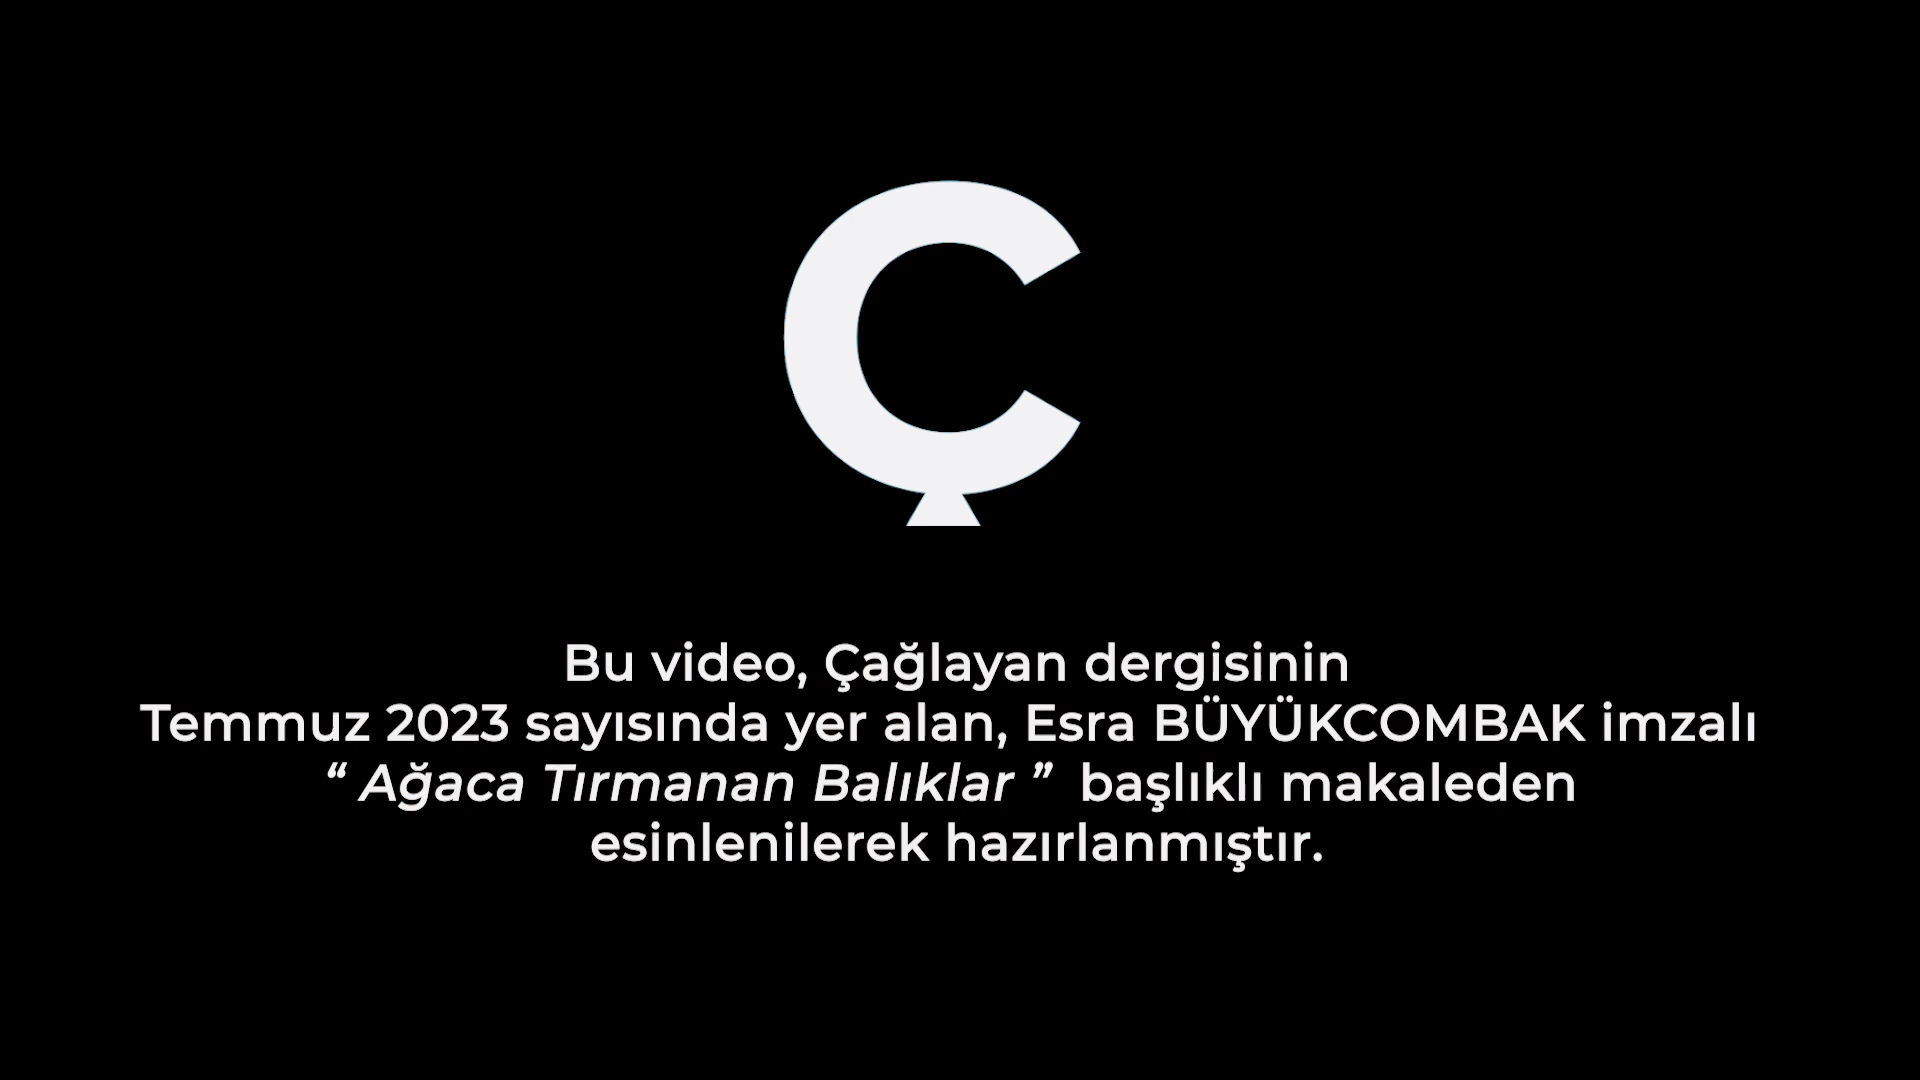 Ç
Bu video, Çağlayan dergisinin
Temmuz 2023 sayısında yer alan, Esra BÜYÜKCOMBAK imzalı
“ Ağaca Tırmanan Balıklar ” başlıklı makaleden
esinlenilerek hazırlanmıştır.